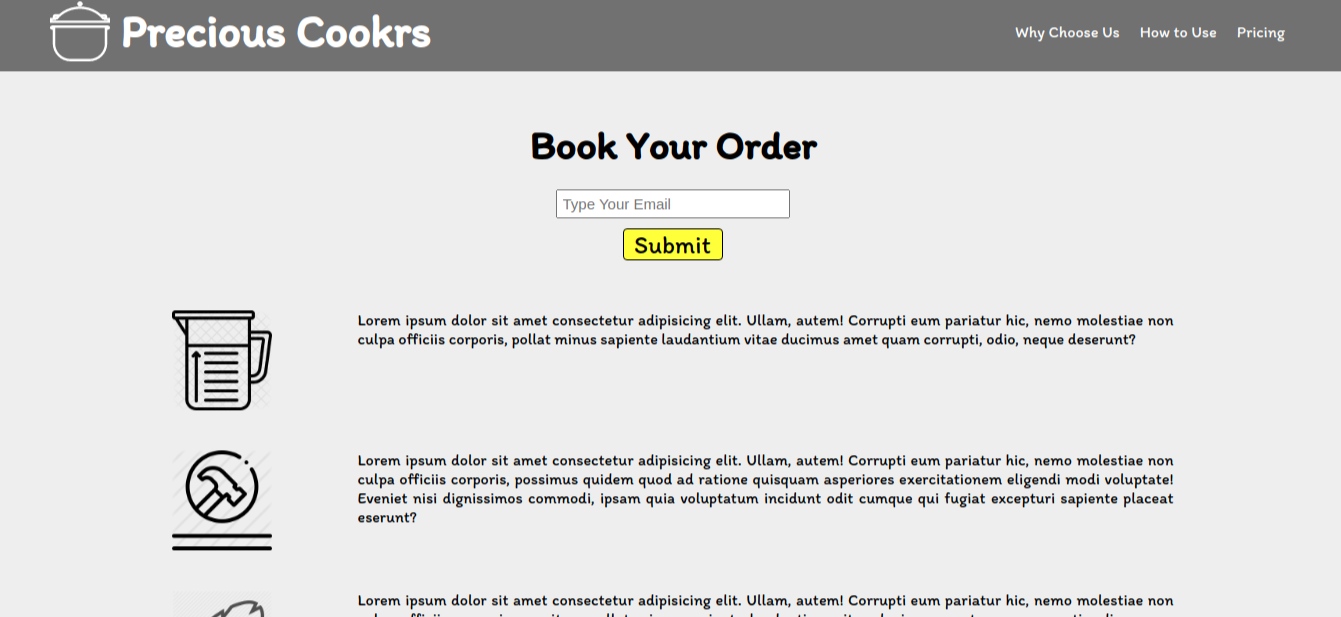 Precious Cookrs
Why Choose Us How to Use Pricing
Book Your Order
Type Your Email
Submit
Lorem ipsum dolor sit amet consectetur adipisicing elit. Ullam, autem! Corrupti eum pariatur hic, nemo molestiae non
culpa officiis corporis, pollat minus sapiente laudantium vitae ducimus amet quam corrupti, odio, neque deserunt?
Lorem ipsum dolor sit amet consectetur adipisicing elit. Ullam, autem! Corrupti eum pariatur hic, nemo molestiae non
culpa officiis corporis, possimus quidem quod ad ratione quisquam asperiores exercitationem eligendi modi voluptate!
Eveniet nisi dignissimos commodi, ipsam quia voluptatum incidunt odit cumque qui fugiat excepturi sapiente placeat
eserunt?
Lorem ipsum dolor sit amet consectetur adipisicing elit. Ullam, autem! Corrupti eum pariatur hic, nemo molestiae non